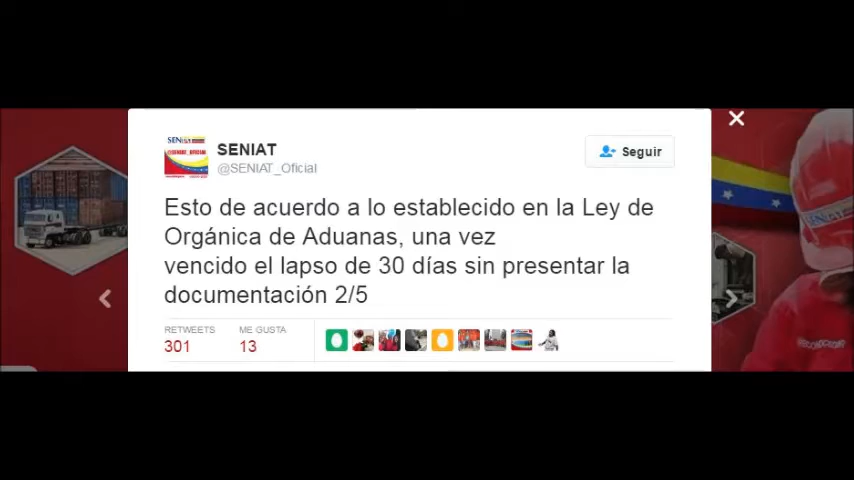 SENIAT
@SENIAT_Oficial
Seguir
Esto de acuerdo a lo establecido en la Ley de
Orgánica de Aduanas, una vez
vencido el lapso de 30 días sin presentar la
documentación 2/5
RETWEETS
ME GUSTA
301
13